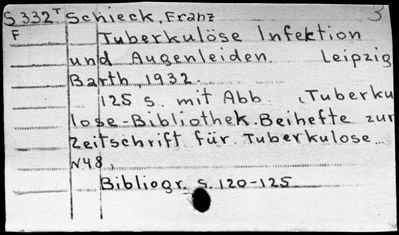 S332T Schieck, Franz 3
F Tuberkulöse Infektion
und Augenleiden. Leipzig
Barth, 1932.
125 s. mit Abb. (Tuberku
lose-Bibliothek. Beihefte zur
Zeitschrift für Tuberkulose
N48,
Bibliogr. s. 120-125